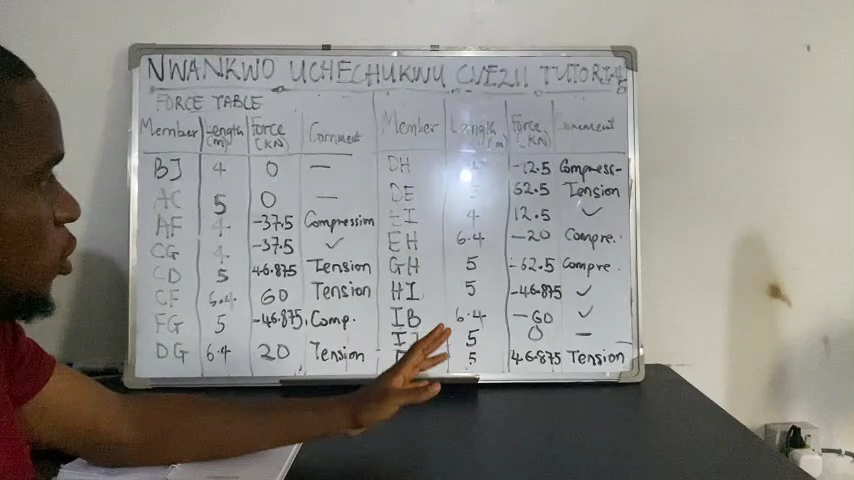 NWANKWO UCHECHUKWU CVE211 TUTORIAL
FORCE TABLE
Member Length (m) Force (KN) Comment Member Length (m) Force (KN) Comment
BJ 4 0 — DH 4 -12.5 Compress-
AC 5 0 — DE 5 62.5 Tension
AF 4 -37.5 Compression EI 4 12.5 ✓
CG 4 -37.5 ✓ EH 6.4 -20 Compre.
CD 5 46.875 Tension GH 5 -62.5 Compre.
CF 6.4 60 Tension HI 5 -46.875 ✓
FG 5 -46.875 Comp. IB 6.4 -60 ✓
DG 6.4 20 Tension 5 0 —
5 46.875 Tension